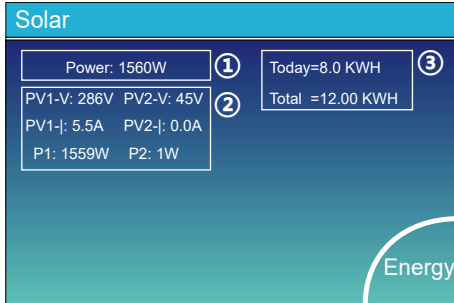 Solar
Power: 1560W
①
PV1-V: 286V PV2-V: 45V
②
PV1-|: 5.5A PV2-|: 0.0A
P1: 1559W P2: 1W
Today=8.0 KWH
③
Total =12.00 KWH
Energy